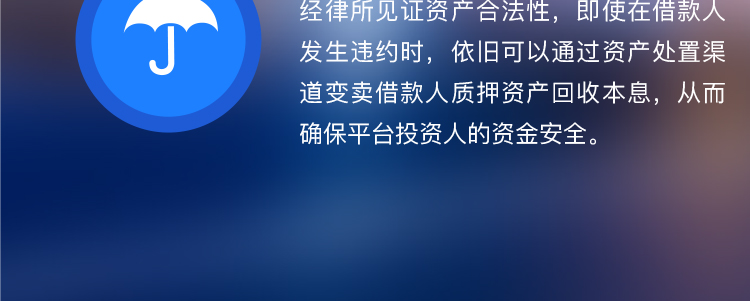 经律所见证资产合法性，即使在借款人
发生违约时，依旧可以通过资产处置渠
道变卖借款人质押资产回收本息，从而
确保平台投资人的资金安全。